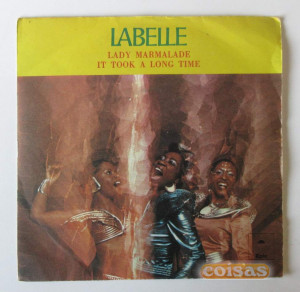 LABELLE
LADY MARMALADE
IT TOOK A LONG TIME
coisas